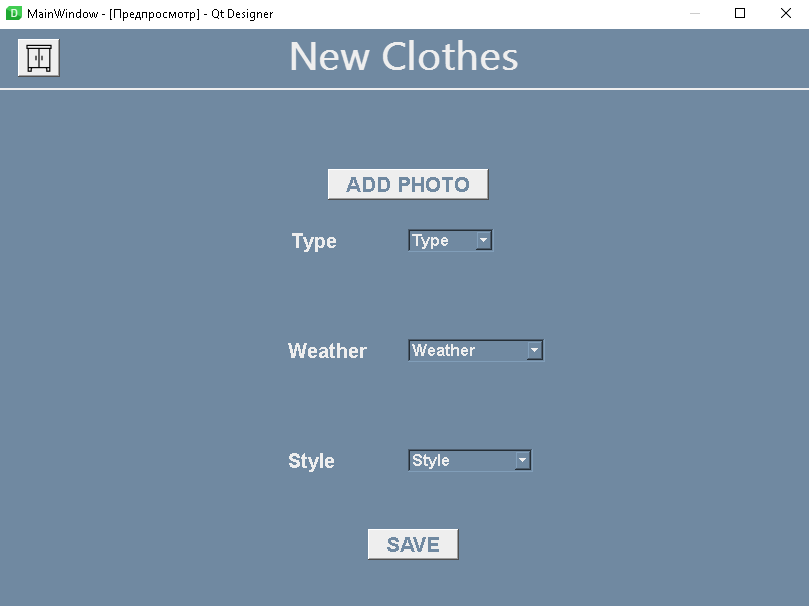 MainWindow - [Предпросмотр] - Qt Designer
New Clothes
ADD PHOTO
Type Type
Weather Weather
Style Style
SAVE